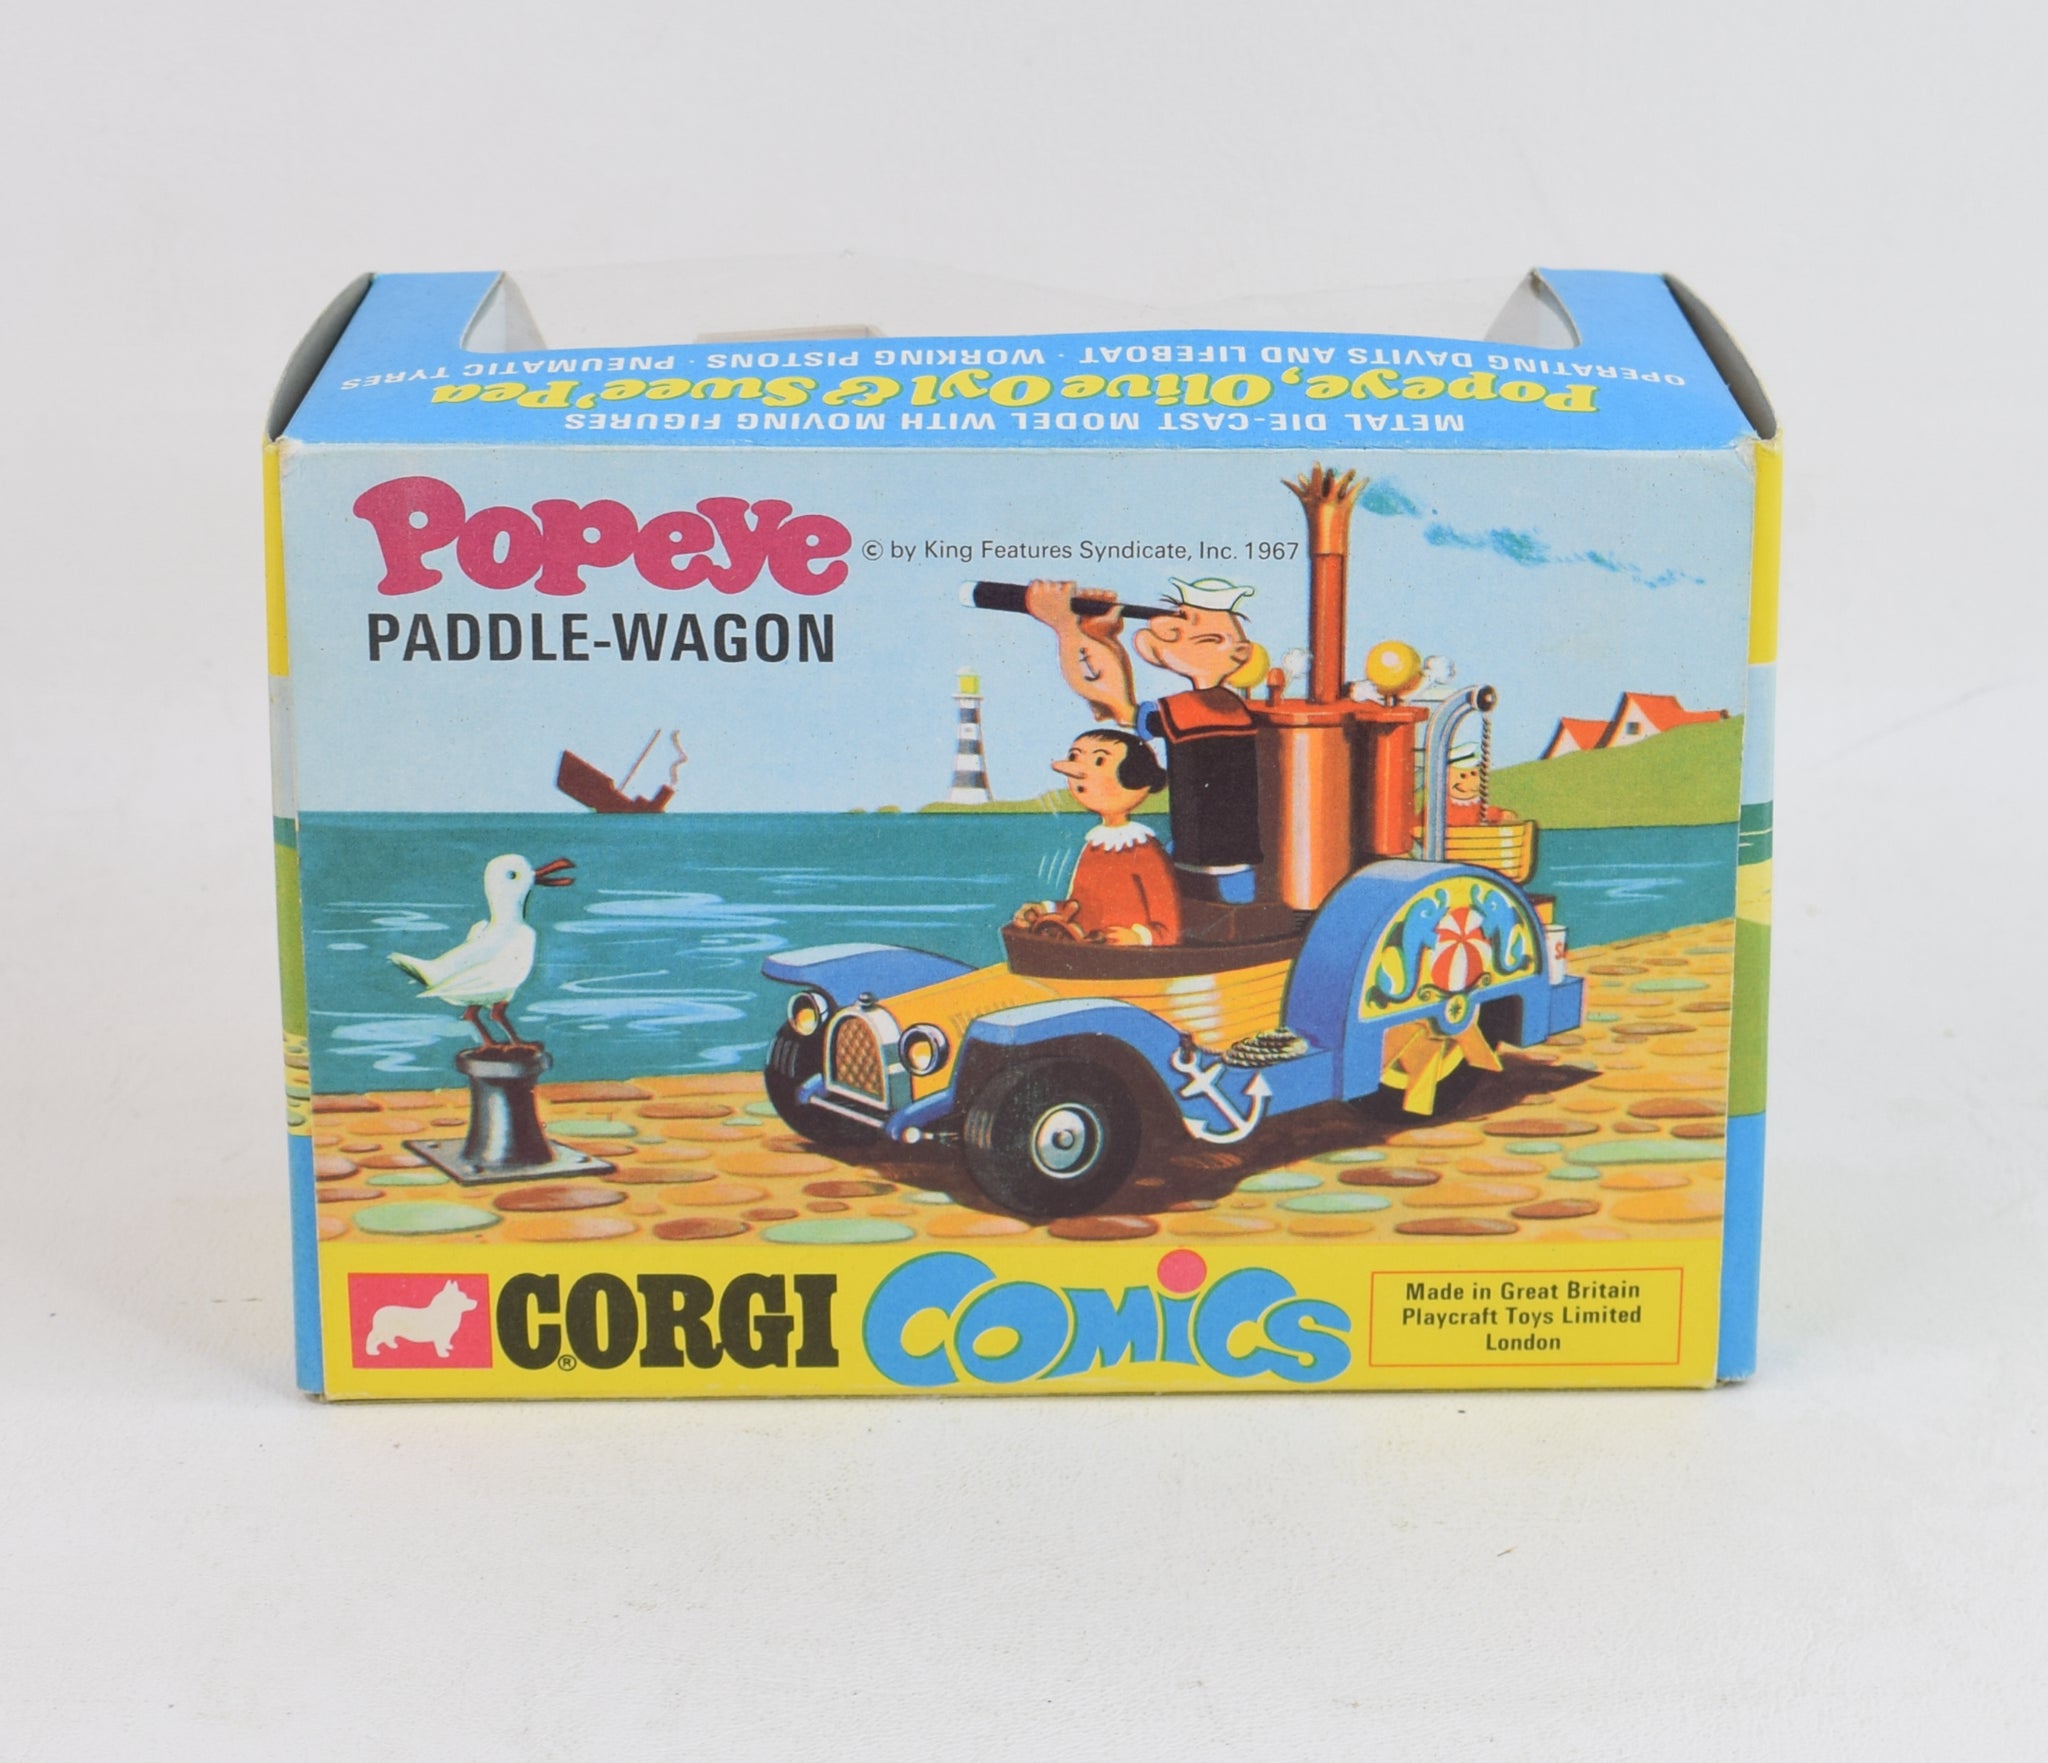 OPERATING DAVITS AND LIFEBOAT · WORKING PISTONS · PNEUMATIC TYRES
Popeye, Olive Oyl & Swee'Pea
METAL DIE-CAST MODEL WITH MOVING FIGURES
Popeye © by King Features Syndicate, Inc. 1967
PADDLE-WAGON
CORGI® COMICS
Made in Great Britain
Playcraft Toys Limited
London